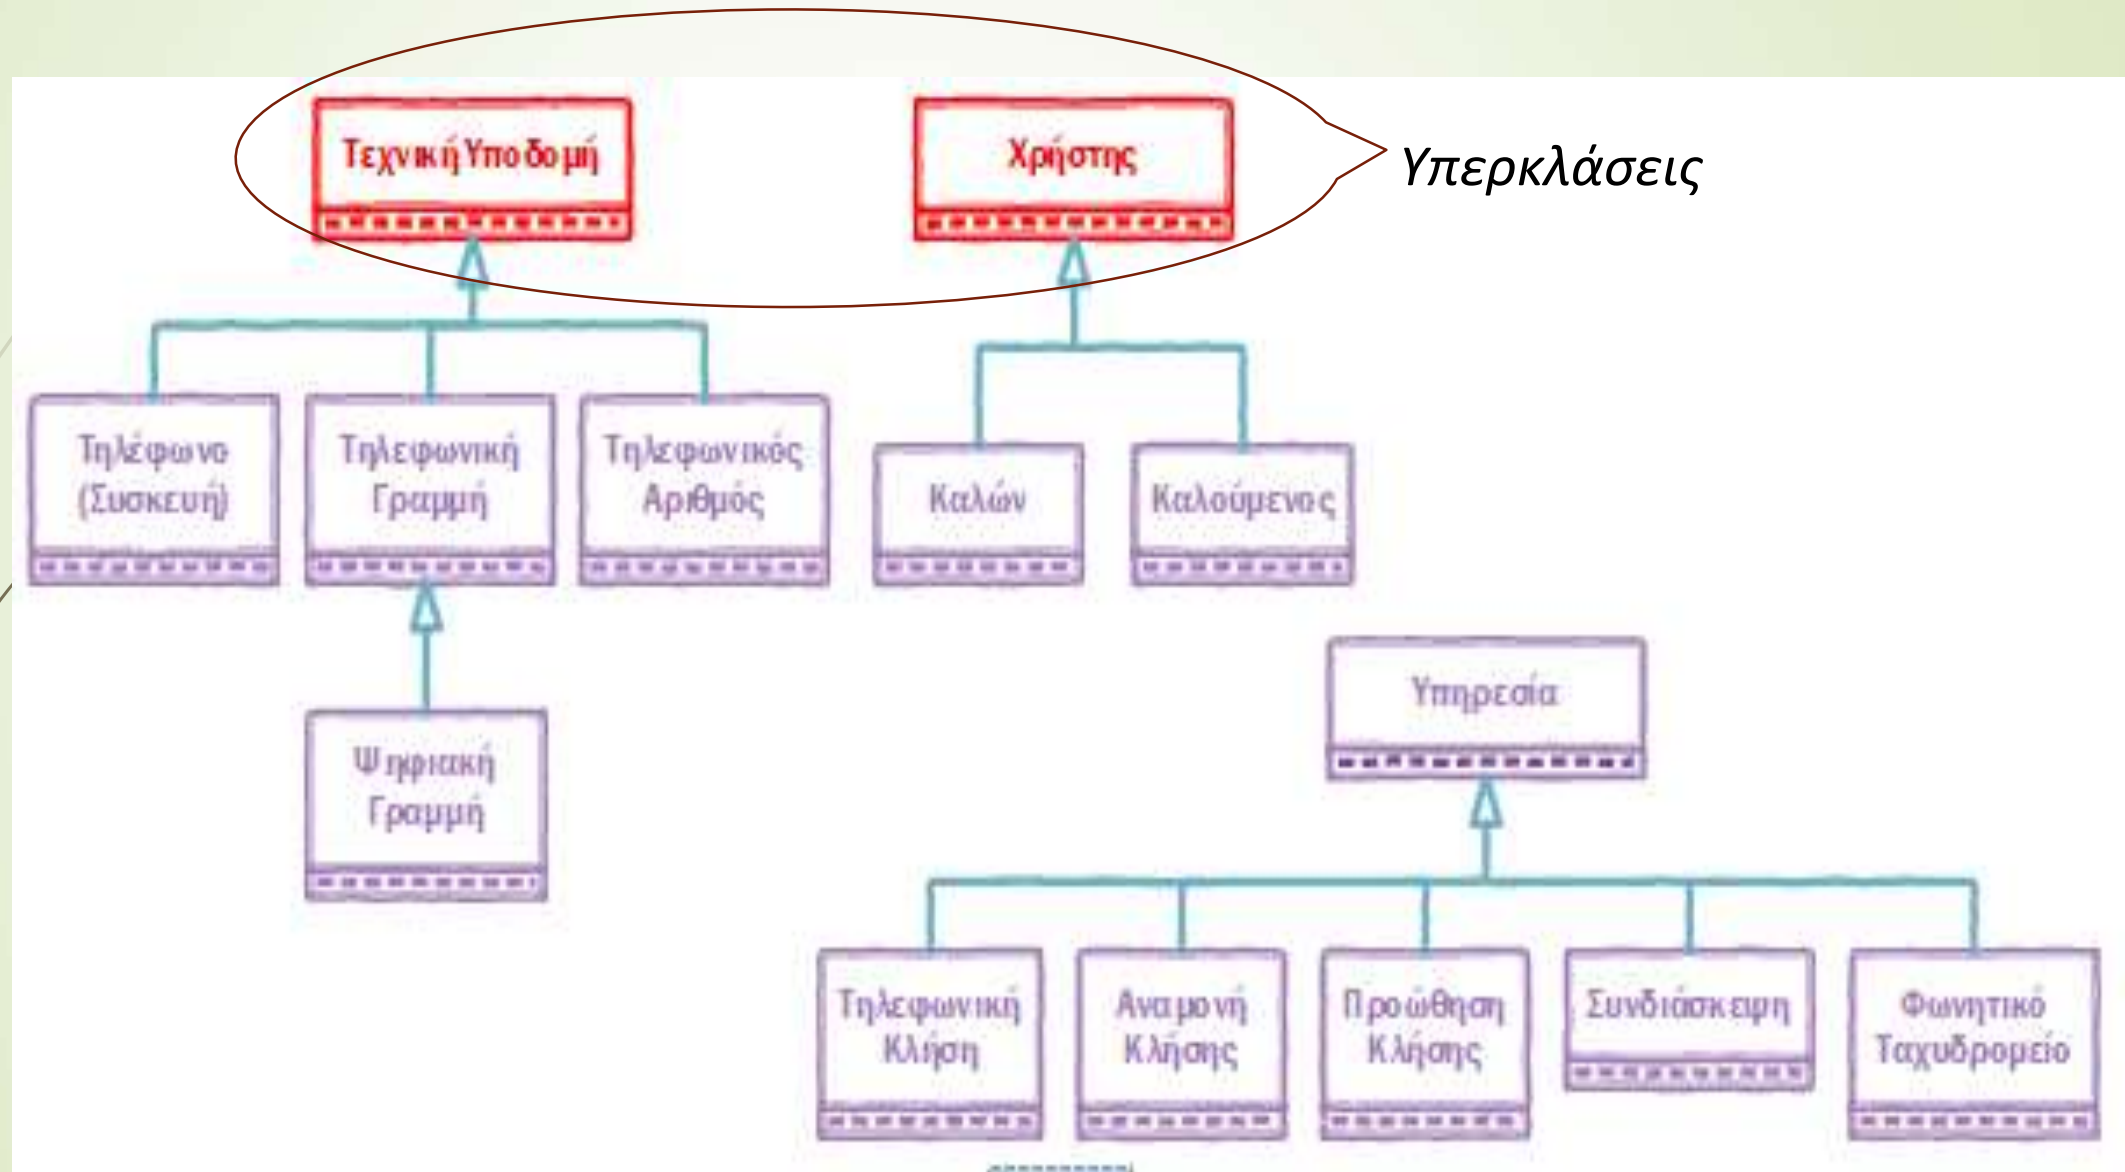 Τεχνική Υποδομή
Χρήστης
Υπερκλάσεις
Τηλέφωνο
(Συσκευή)
Τηλεφωνική
Γραμμή
Τηλεφωνικός
Αριθμός
Καλών
Καλούμενος
Υπηρεσία
Ψηφιακή
Γραμμή
Τηλεφωνική
Κλήση
Αναμονή
Κλήσης
Προώθηση
Κλήσης
Συνδιάσκεψη
Φωνητικό
Ταχυδρομείο